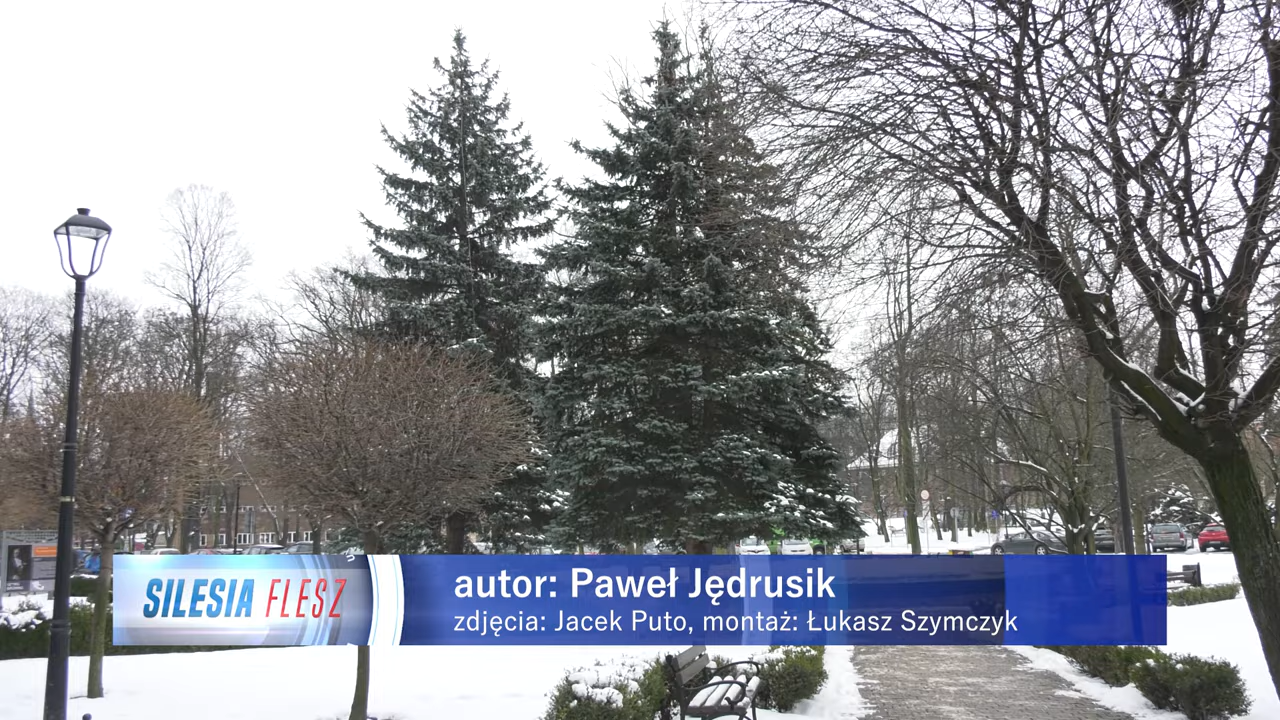 SILESIA FLESZ
autor: Paweł Jędrusik
zdjęcia: Jacek Puto, montaż: Łukasz Szymczyk